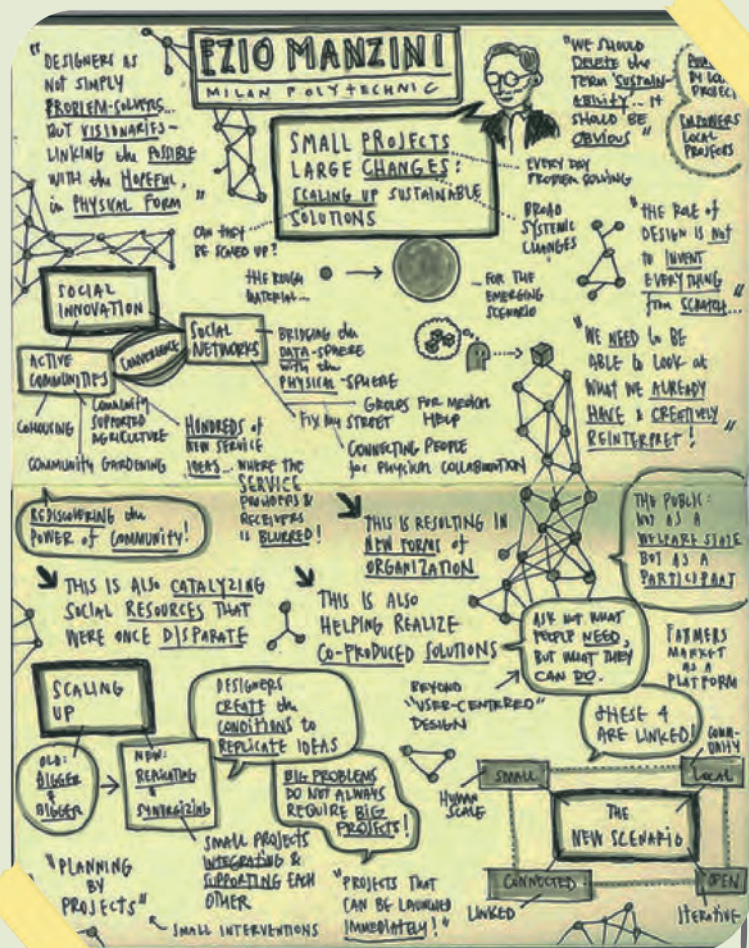 EZIO MANZINI
MILAN POLYTECHNIC
"DESIGNERS AS
NOT SIMPLY
PROBLEM-SOLVERS...
BUT VISIONARIES-
LINKING the POSSIBLE
WITH the HOPEFUL,
in PHYSICAL FORM"
SMALL PROJECTS
LARGE CHANGES:
SCALING UP SUSTAINABLE
SOLUTIONS
EVERY DAY
PROBLEM SOLVING
BROAD
SYSTEMIC
CHANGES
CAN THEY
BE SCALED UP?
"WE SHOULD
DELETE the
TERM 'SUSTAIN-
ABILITY'... IT
SHOULD BE
OBVIOUS"
BY LOCAL
PROJECTS
EMPOWERS
LOCAL
PROJECTS
THE ROUGH
MATERIAL...
...FOR THE
EMERGING
SCENARIO
"THE ROLE of
DESIGN IS NOT
to INVENT
EVERYTHING
from SCRATCH...
"WE NEED to BE
ABLE to LOOK at
WHAT WE ALREADY
HAVE & CREATIVELY
REINTERPRET!"
SOCIAL
INNOVATION
ACTIVE
COMMUNITIES
CONVERGENCE
SOCIAL
NETWORKS
BRIDGING the
DATA-SPHERE
WITH the
PHYSICAL-SPHERE
GROUPS FOR MEDICAL
HELP
FIX MY STREET
CONNECTING PEOPLE
for PHYSICAL COLLABORATION
COHOUSING
COMMUNITY
SUPPORTED
AGRICULTURE
COMMUNITY GARDENING
HUNDREDS of
NEW SERVICE
IDEAS... WHERE THE
SERVICE
PROVIDERS &
RECEIVERS
IS BLURRED!
REDISCOVERING the
POWER of COMMUNITY!
THIS IS RESULTING IN
NEW FORMS of
ORGANIZATION
THE PUBLIC:
NOT AS A
WELFARE STATE
BUT AS A
PARTICIPANT
THIS IS ALSO CATALYZING
SOCIAL RESOURCES THAT
WERE ONCE DISPARATE
THIS IS ALSO
HELPING REALIZE
CO-PRODUCED SOLUTIONS
ASK NOT WHAT
PEOPLE NEED,
BUT WHAT THEY
CAN DO.
FARMERS
MARKET
AS A
PLATFORM
BEYOND
"USER-CENTERED"
DESIGN
SCALING
UP
OLD:
BIGGER
&
BIGGER
NEW:
REPLICATING
&
SYNERGIZING
DESIGNERS
CREATE the
CONDITIONS to
REPLICATE IDEAS
BIG PROBLEMS
DO NOT ALWAYS
REQUIRE BIG
PROJECTS!
SMALL PROJECTS
INTEGRATING &
SUPPORTING EACH
OTHER
"PLANNING
BY
PROJECTS"
SMALL INTERVENTIONS
"PROJECTS THAT
CAN BE LAUNCHED
IMMEDIATELY!"
THESE 4
ARE LINKED!
SMALL
HUMAN
SCALE
COMM-
UNITY
LOCAL
THE
NEW SCENARIO
CONNECTED
LINKED
OPEN
ITERATIVE